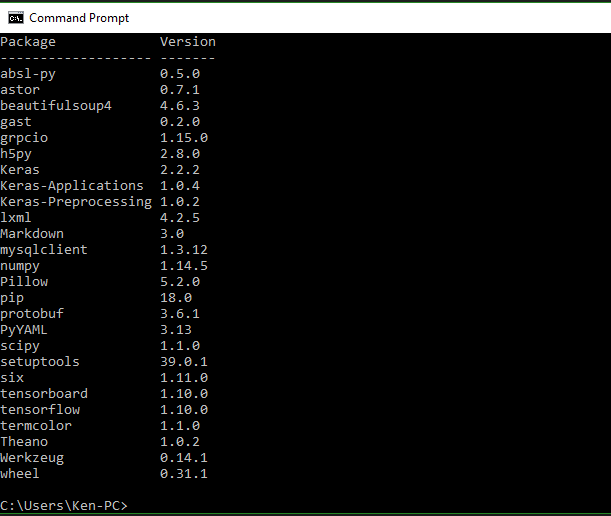 Command Prompt
Package Version
------------------- -------
absl-py 0.5.0
astor 0.7.1
beautifulsoup4 4.6.3
gast 0.2.0
grpcio 1.15.0
h5py 2.8.0
Keras 2.2.2
Keras-Applications 1.0.4
Keras-Preprocessing 1.0.2
lxml 4.2.5
Markdown 3.0
mysqlclient 1.3.12
numpy 1.14.5
Pillow 5.2.0
pip 18.0
protobuf 3.6.1
PyYAML 3.13
scipy 1.1.0
setuptools 39.0.1
six 1.11.0
tensorboard 1.10.0
tensorflow 1.10.0
termcolor 1.1.0
Theano 1.0.2
Werkzeug 0.14.1
wheel 0.31.1
C:\Users\Ken-PC>